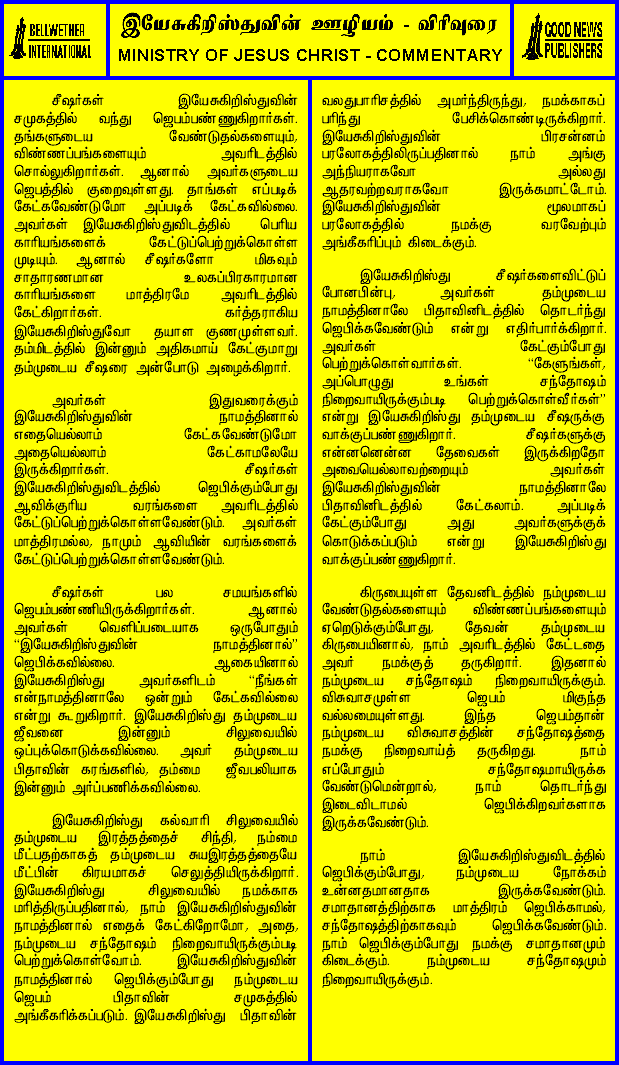 BELLWETHER
INTERNATIONAL
இயேசுகிறிஸ்துவின் ஊழியம் - விரிவுரை
MINISTRY OF JESUS CHRIST - COMMENTARY
GOOD NEWS
PUBLISHERS
சீஷர்கள் இயேசுகிறிஸ்துவின்
சமுகத்தில் வந்து ஜெபம்பண்ணுகிறார்கள்.
தங்களுடைய வேண்டுதல்களையும்,
விண்ணப்பங்களையும் அவரிடத்தில்
சொல்லுகிறார்கள். ஆனால் அவர்களுடைய
ஜெபத்தில் குறைவுள்ளது. தாங்கள் எப்படிக்
கேட்கவேண்டுமோ அப்படிக் கேட்கவில்லை.
அவர்கள் இயேசுகிறிஸ்துவிடத்தில் பெரிய
காரியங்களைக் கேட்டுப்பெற்றுக்கொள்ள
முடியும். ஆனால் சீஷர்களோ மிகவும்
சாதாரணமான உலகப்பிரகாரமான
காரியங்களை மாத்திரமே அவரிடத்தில்
கேட்கிறார்கள். கர்த்தராகிய
இயேசுகிறிஸ்துவோ தயாள குணமுள்ளவர்.
தம்மிடத்தில் இன்னும் அதிகமாய் கேட்குமாறு
தம்முடைய சீஷரை அன்போடு அழைக்கிறார்.
அவர்கள் இதுவரைக்கும்
இயேசுகிறிஸ்துவின் நாமத்தினால்
எதையெல்லாம் கேட்கவேண்டுமோ
அதையெல்லாம் கேட்காமலேயே
இருக்கிறார்கள். சீஷர்கள்
இயேசுகிறிஸ்துவிடத்தில் ஜெபிக்கும்போது
ஆவிக்குரிய வரங்களை அவரிடத்தில்
கேட்டுப்பெற்றுக்கொள்ளவேண்டும். அவர்கள்
மாத்திரமல்ல, நாமும் ஆவியின் வரங்களைக்
கேட்டுப்பெற்றுக்கொள்ளவேண்டும்.
சீஷர்கள் பல சமயங்களில்
ஜெபம்பண்ணியிருக்கிறார்கள். ஆனால்
அவர்கள் வெளிப்படையாக ஒருபோதும்
“இயேசுகிறிஸ்துவின் நாமத்தினால்”
ஜெபிக்கவில்லை. ஆகையினால்
இயேசுகிறிஸ்து அவர்களிடம் “நீங்கள்
என்நாமத்தினாலே ஒன்றும் கேட்கவில்லை
என்று கூறுகிறார். இயேசுகிறிஸ்து தம்முடைய
ஜீவனை இன்னும் சிலுவையில்
ஒப்புக்கொடுக்கவில்லை. அவர் தம்முடைய
பிதாவின் கரங்களில், தம்மை ஜீவபலியாக
இன்னும் அர்ப்பணிக்கவில்லை.
இயேசுகிறிஸ்து கல்வாரி சிலுவையில்
தம்முடைய இரத்தத்தைச் சிந்தி, நம்மை
மீட்பதற்காகத் தம்முடைய சுயஇரத்தத்தையே
மீட்பின் கிரயமாகச் செலுத்தியிருக்கிறார்.
இயேசுகிறிஸ்து சிலுவையில் நமக்காக
மரித்திருப்பதினால், நாம் இயேசுகிறிஸ்துவின்
நாமத்தினால் எதைக் கேட்கிறோமோ, அதை,
நம்முடைய சந்தோஷம் நிறைவாயிருக்கும்படி
பெற்றுக்கொள்வோம். இயேசுகிறிஸ்துவின்
நாமத்தினால் ஜெபிக்கும்போது நம்முடைய
ஜெபம் பிதாவின் சமுகத்தில்
அங்கீகரிக்கப்படும். இயேசுகிறிஸ்து பிதாவின்
வலதுபாரிசத்தில் அமர்ந்திருந்து, நமக்காகப்
பரிந்து பேசிக்கொண்டிருக்கிறார்.
இயேசுகிறிஸ்துவின் பிரசன்னம்
பரலோகத்திலிருப்பதினால் நாம் அங்கு
அந்நியராகவோ அல்லது
ஆதரவற்றவராகவோ இருக்கமாட்டோம்.
இயேசுகிறிஸ்துவின் மூலமாகப்
பரலோகத்தில் நமக்கு வரவேற்பும்
அங்கீகரிப்பும் கிடைக்கும்.
இயேசுகிறிஸ்து சீஷர்களைவிட்டுப்
போனபின்பு, அவர்கள் தம்முடைய
நாமத்தினாலே பிதாவினிடத்தில் தொடர்ந்து
ஜெபிக்கவேண்டும் என்று எதிர்பார்க்கிறார்.
அவர்கள் கேட்கும்போது
பெற்றுக்கொள்வார்கள். “கேளுங்கள்,
அப்பொழுது உங்கள் சந்தோஷம்
நிறைவாயிருக்கும்படி பெற்றுக்கொள்வீர்கள்”
என்று இயேசுகிறிஸ்து தம்முடைய சீஷருக்கு
வாக்குப்பண்ணுகிறார். சீஷர்களுக்கு
என்னனென்ன தேவைகள் இருக்கிறதோ
அவையெல்லாவற்றையும் அவர்கள்
இயேசுகிறிஸ்துவின் நாமத்தினாலே
பிதாவினிடத்தில் கேட்கலாம். அப்படிக்
கேட்கும்போது அது அவர்களுக்குக்
கொடுக்கப்படும் என்று இயேசுகிறிஸ்து
வாக்குப்பண்ணுகிறார்.
கிருபையுள்ள தேவனிடத்தில் நம்முடைய
வேண்டுதல்களையும் விண்ணப்பங்களையும்
ஏறெடுக்கும்போது, தேவன் தம்முடைய
கிருபையினால், நாம் அவரிடத்தில் கேட்டதை
அவர் நமக்குத் தருகிறார். இதனால்
நம்முடைய சந்தோஷம் நிறைவாயிருக்கும்.
விசுவாசமுள்ள ஜெபம் மிகுந்த
வல்லமையுள்ளது. இந்த ஜெபம்தான்
நம்முடைய விசுவாசத்தின் சந்தோஷத்தை
நமக்கு நிறைவாய்த் தருகிறது. நாம்
எப்போதும் சந்தோஷமாயிருக்க
வேண்டுமென்றால், நாம் தொடர்ந்து
இடைவிடாமல் ஜெபிக்கிறவர்களாக
இருக்கவேண்டும்.
நாம் இயேசுகிறிஸ்துவிடத்தில்
ஜெபிக்கும்போது, நம்முடைய நோக்கம்
உன்னதமானதாக இருக்கவேண்டும்.
சமாதானத்திற்காக மாத்திரம் ஜெபிக்காமல்,
சந்தோஷத்திற்காகவும் ஜெபிக்கவேண்டும்.
நாம் ஜெபிக்கும்போது நமக்கு சமாதானமும்
கிடைக்கும். நம்முடைய சந்தோஷமும்
நிறைவாயிருக்கும்.